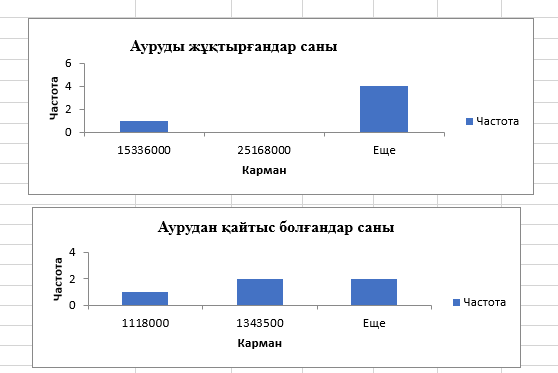 Ауруды жұқтырғандар саны
Частота
6
4
2
0
15336000 25168000 Еще
Карман
Частота
Аурудан қайтыс болғандар саны
Частота
4
2
0
1118000 1343500 Еще
Карман
Частота